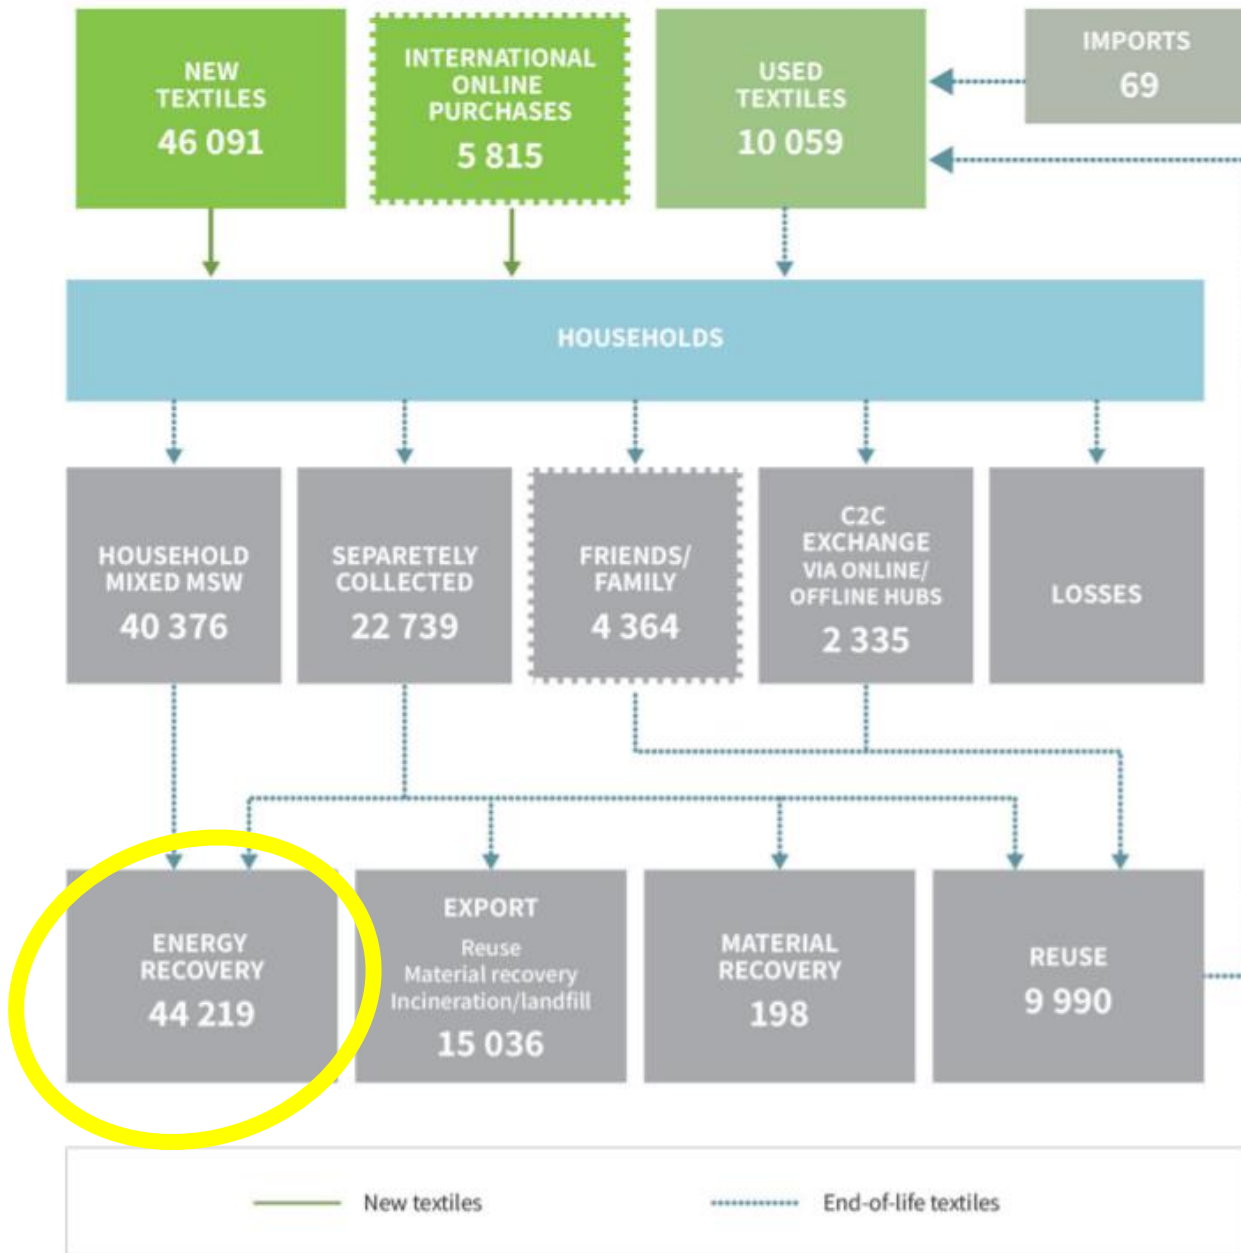 NEW
TEXTILES
46 091
INTERNATIONAL
ONLINE
PURCHASES
5 815
USED
TEXTILES
10 059
IMPORTS
69
HOUSEHOLDS
HOUSEHOLD
MIXED MSW
40 376
SEPARETELY
COLLECTED
22 739
FRIENDS/
FAMILY
4 364
C2C
EXCHANGE
VIA ONLINE/
OFFLINE HUBS
2 335
LOSSES
ENERGY
RECOVERY
44 219
EXPORT
Reuse
Material recovery
Incineration/landfill
15 036
MATERIAL
RECOVERY
198
REUSE
9 990
New textiles
End-of-life textiles